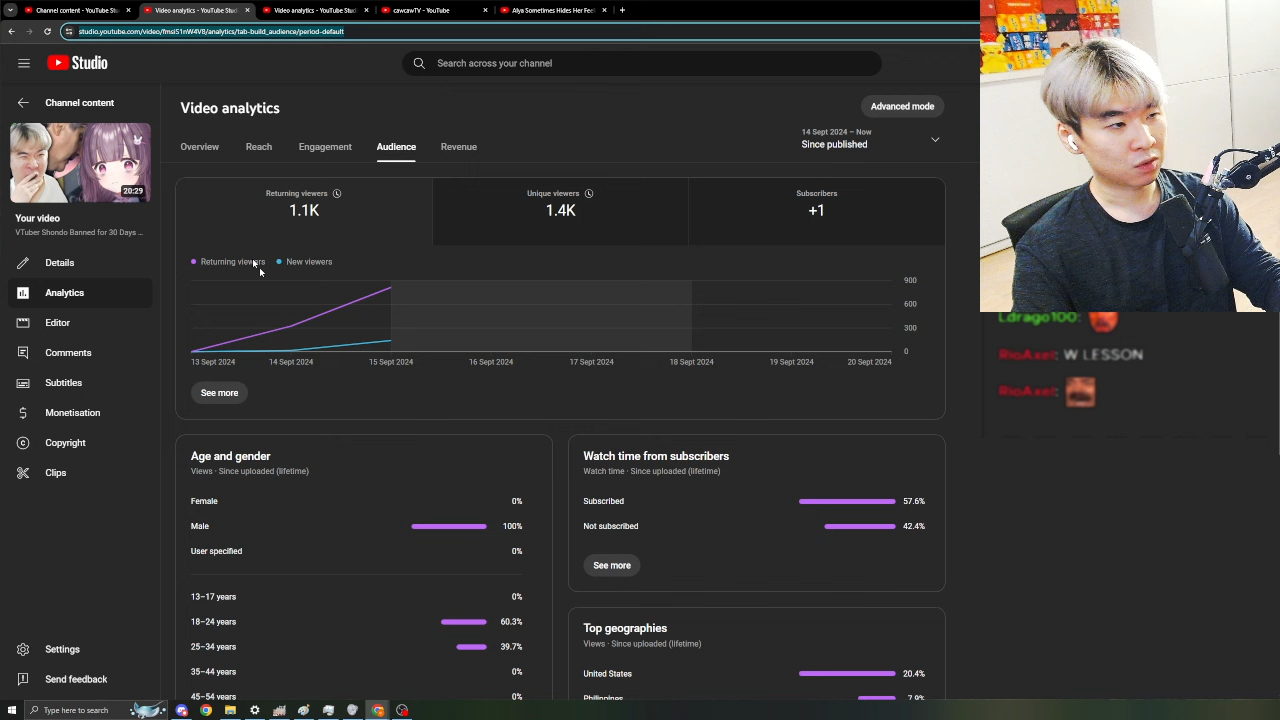 Channel content - YouTube Stu
Video analytics - YouTube Stud
Video analytics - YouTube Stud
cawcawTV - YouTube
Alya Sometimes Hides Her Feel
studio.youtube.com/video/fmsiS1nW4V8/analytics/tab-build_audience/period-default
Studio
Search across your channel
Channel content
20:29
Your video
VTuber Shondo Banned for 30 Days ...
Details
Analytics
Editor
Comments
Subtitles
Monetisation
Copyright
Clips
Settings
Send feedback
Video analytics
Advanced mode
Overview
Reach
Engagement
Audience
Revenue
14 Sept 2024 – Now
Since published
Returning viewers
1.1K
Unique viewers
1.4K
Subscribers
+1
Returning viewers
New viewers
900
600
300
0
13 Sept 2024
14 Sept 2024
15 Sept 2024
16 Sept 2024
17 Sept 2024
18 Sept 2024
19 Sept 2024
20 Sept 2024
See more
Age and gender
Views · Since uploaded (lifetime)
Female 0%
Male 100%
User specified 0%
13–17 years 0%
18–24 years 60.3%
25–34 years 39.7%
35–44 years 0%
45–54 years 0%
Watch time from subscribers
Watch time · Since uploaded (lifetime)
Subscribed 57.6%
Not subscribed 42.4%
See more
Top geographies
Views · Since uploaded (lifetime)
United States 20.4%
Philippines 7.9%
Ldrago100:
RioAxel: W LESSON
RioAxel:
Type here to search